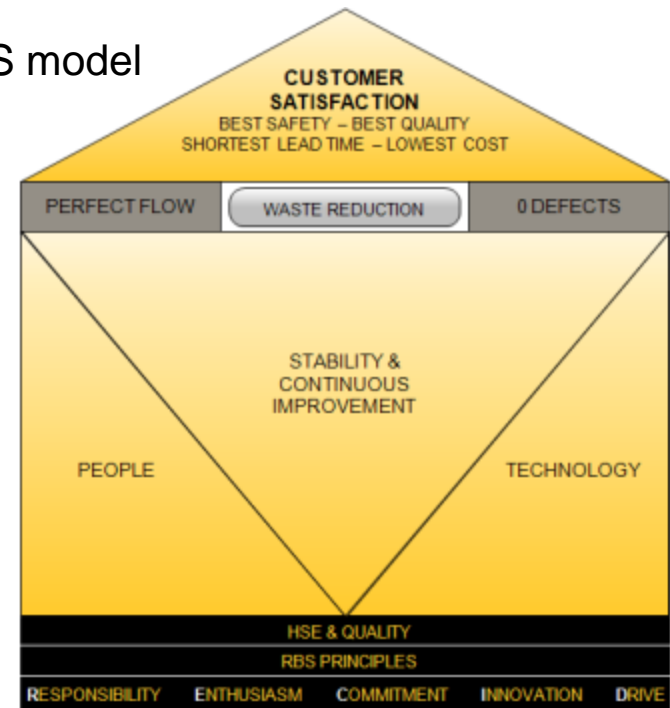 S model
CUSTOMER
SATISFACTION
BEST SAFETY – BEST QUALITY
SHORTEST LEAD TIME – LOWEST COST
PERFECT FLOW
WASTE REDUCTION
0 DEFECTS
STABILITY &
CONTINUOUS
IMPROVEMENT
PEOPLE
TECHNOLOGY
HSE & QUALITY
RBS PRINCIPLES
RESPONSIBILITY ENTHUSIASM COMMITMENT INNOVATION DRIVE